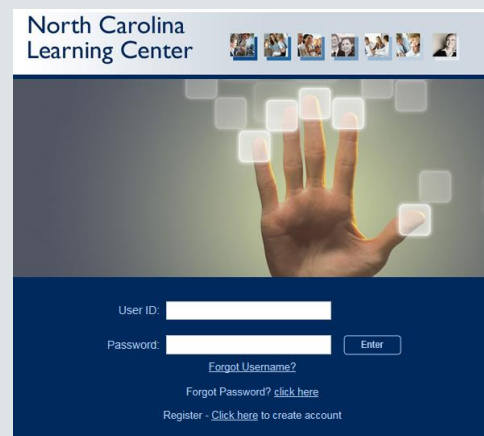 North Carolina
Learning Center
User ID:
Password:
Enter
Forgot Username?
Forgot Password? click here
Register - Click here to create account